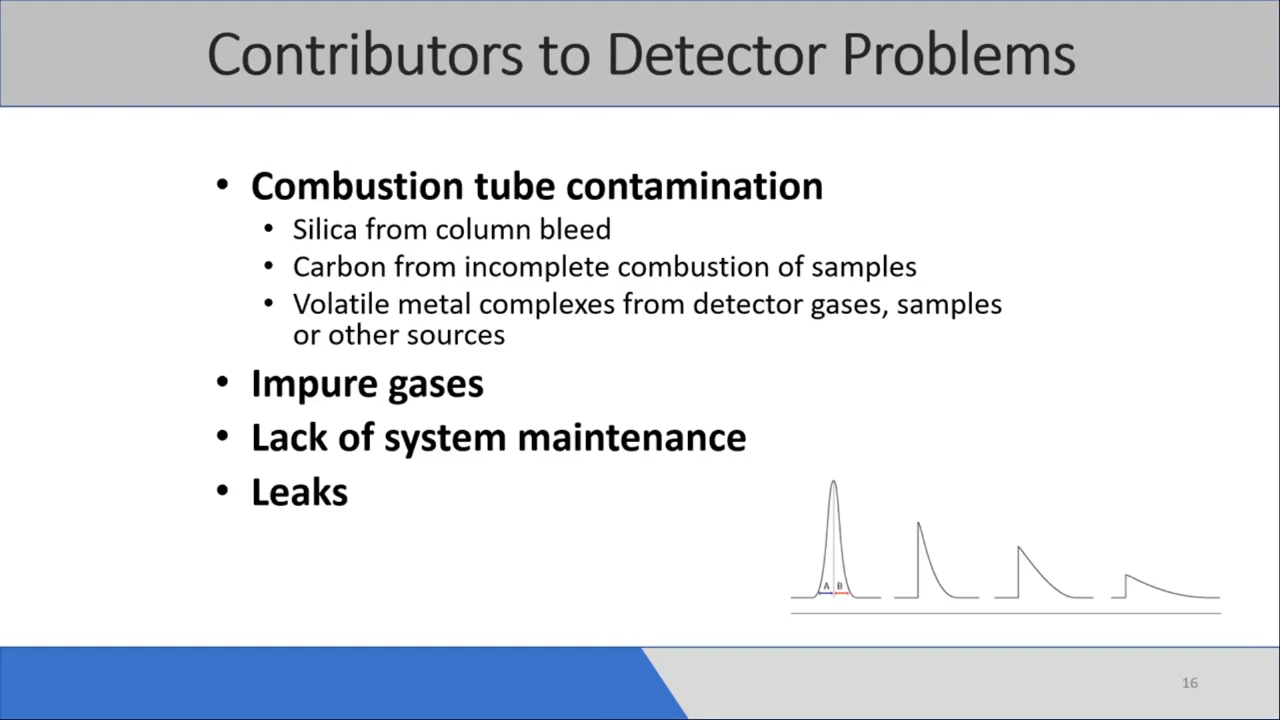 Contributors to Detector Problems
• Combustion tube contamination
• Silica from column bleed
• Carbon from incomplete combustion of samples
• Volatile metal complexes from detector gases, samples
or other sources
• Impure gases
• Lack of system maintenance
• Leaks
A B
16